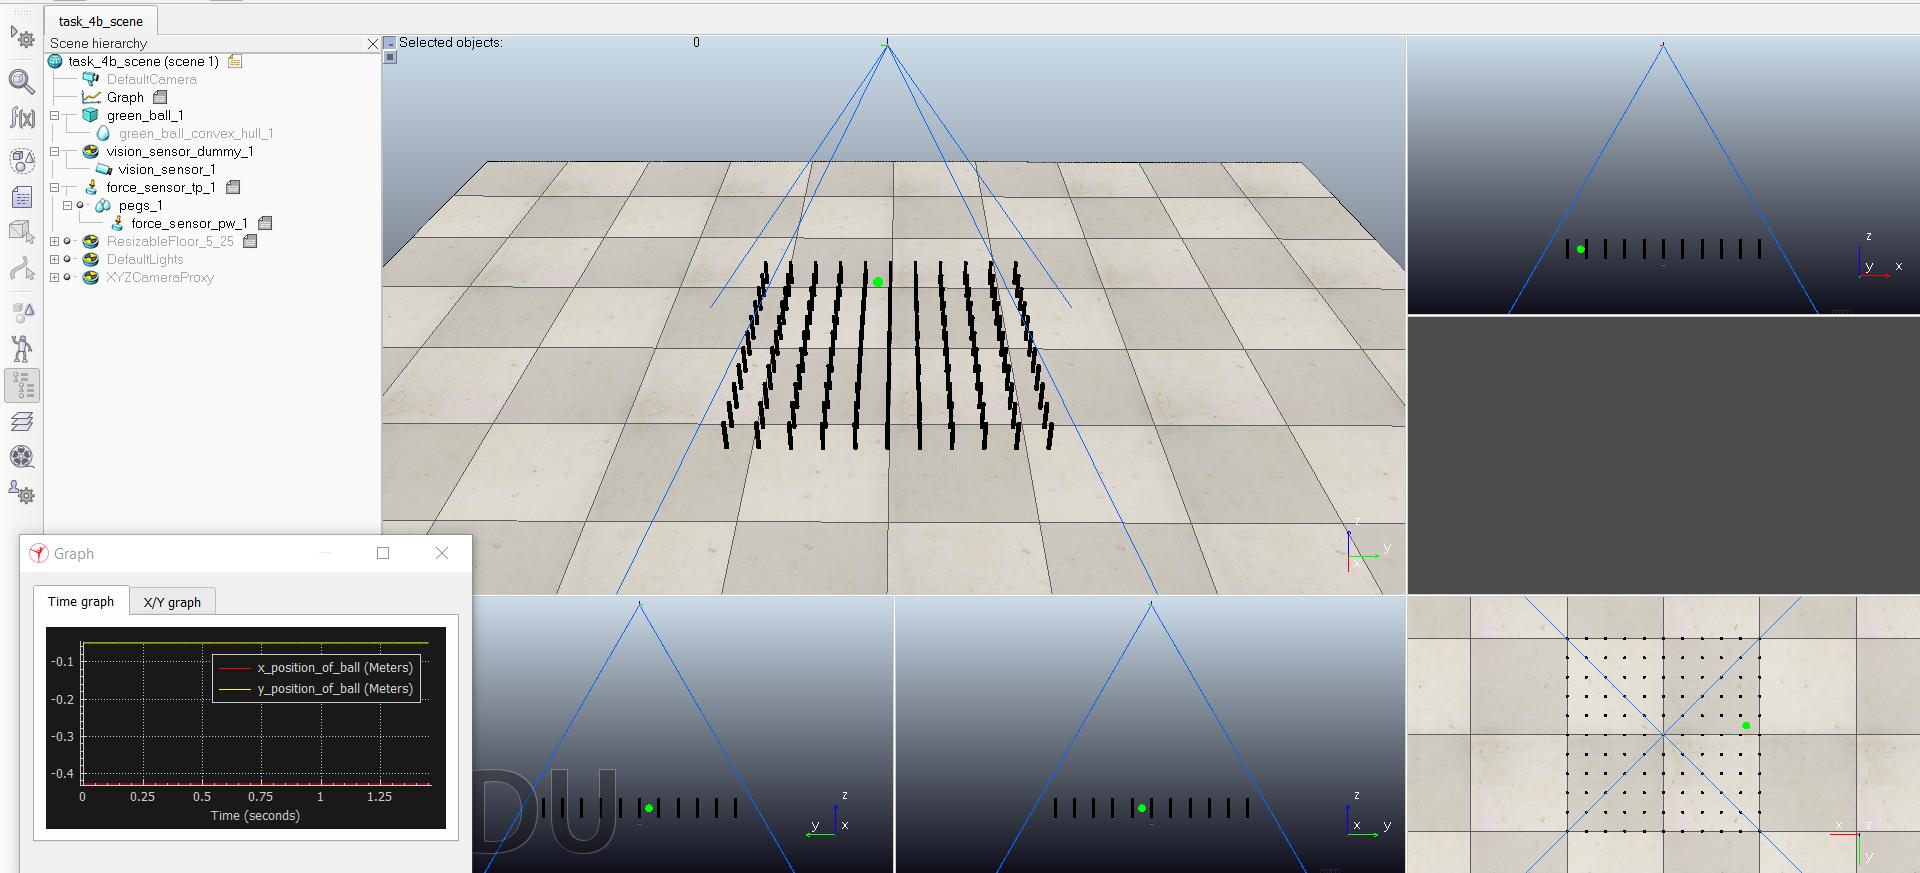 task_4b_scene
Scene hierarchy
Selected objects: 0
task_4b_scene (scene 1)
DefaultCamera
Graph
green_ball_1
green_ball_convex_hull_1
vision_sensor_dummy_1
vision_sensor_1
force_sensor_tp_1
pegs_1
force_sensor_pw_1
ResizableFloor_5_25
DefaultLights
XYZCameraProxy
f(x)
z
y
x
z
y x
Graph
Time graph
X/Y graph
-0.1
-0.2
-0.3
-0.4
x_position_of_ball (Meters)
y_position_of_ball (Meters)
0 0.25 0.5 0.75 1 1.25
Time (seconds)
DU
z
y x
z
x y
x z
y